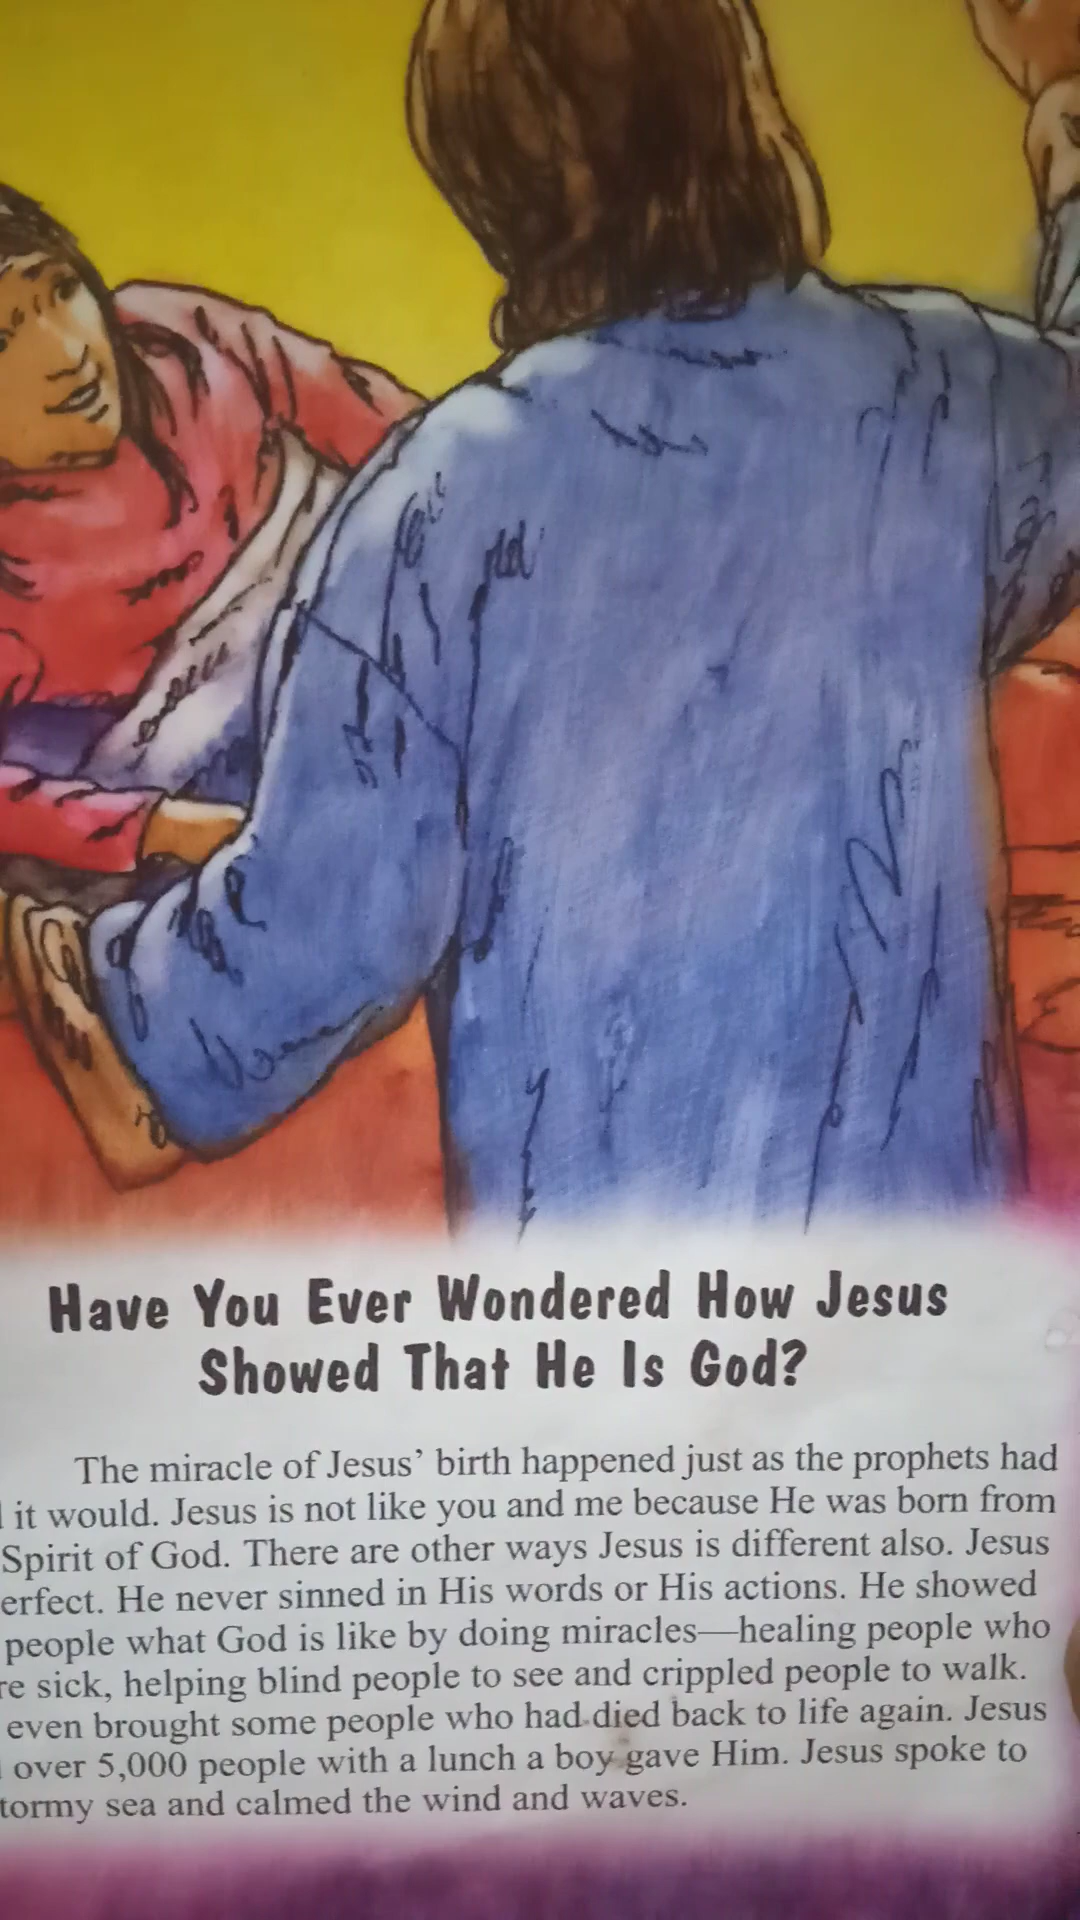 Have You Ever Wondered How Jesus
Showed That He Is God?
The miracle of Jesus' birth happened just as the prophets had
it would. Jesus is not like you and me because He was born from
Spirit of God. There are other ways Jesus is different also. Jesus
erfect. He never sinned in His words or His actions. He showed
people what God is like by doing miracles—healing people who
re sick, helping blind people to see and crippled people to walk.
even brought some people who had died back to life again. Jesus
over 5,000 people with a lunch a boy gave Him. Jesus spoke to
tormy sea and calmed the wind and waves.